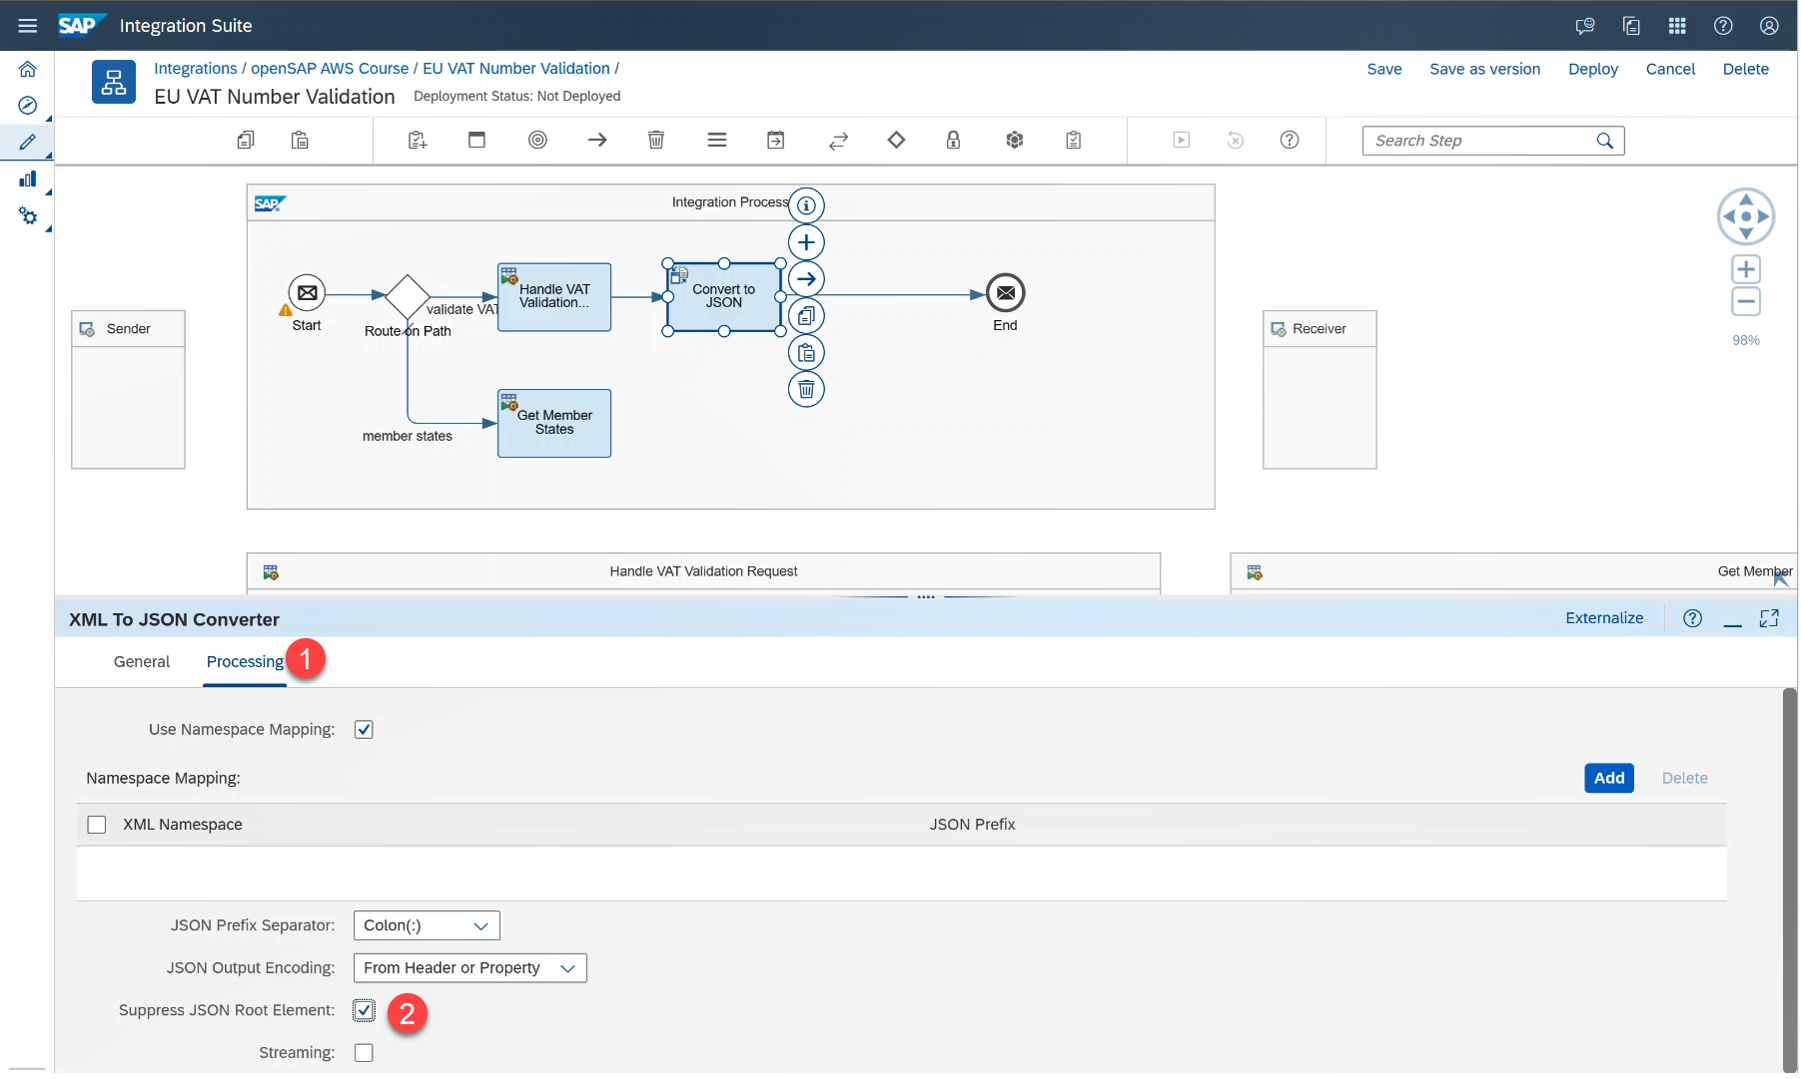 SAP Integration Suite
Integrations / openSAP AWS Course / EU VAT Number Validation /
Save Save as version Deploy Cancel Delete
EU VAT Number Validation Deployment Status: Not Deployed
Search Step
SAP Integration Process
Handle VAT
Validation...
Convert to
JSON
validate VAT
Start
Route on Path
End
Sender
Receiver
98%
Get Member
States
member states
Handle VAT Validation Request
Get Member
XML To JSON Converter
Externalize
General Processing 1
Use Namespace Mapping:
Namespace Mapping:
Add Delete
XML Namespace JSON Prefix
JSON Prefix Separator: Colon(:)
JSON Output Encoding: From Header or Property
Suppress JSON Root Element: 2
Streaming: